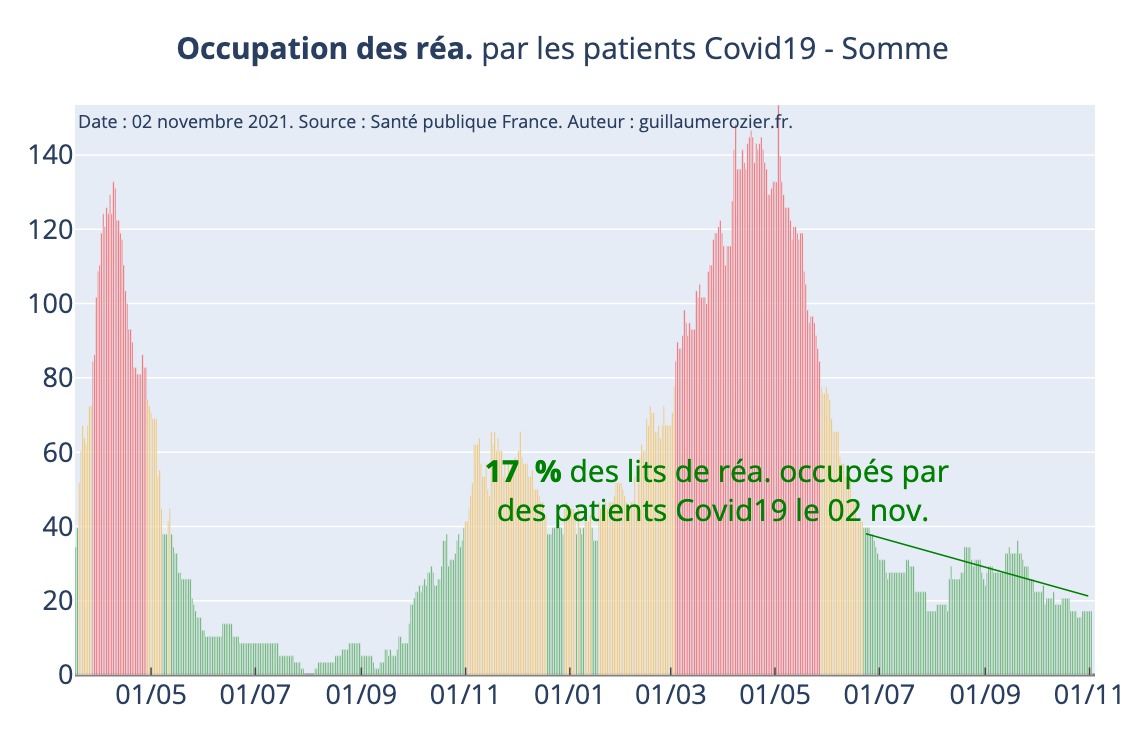 Occupation des réa. par les patients Covid19 - Somme
Date : 02 novembre 2021. Source : Santé publique France. Auteur : guillaumerozier.fr.
140
120
100
80
60
40
20
0
17 % des lits de réa. occupés par
des patients Covid19 le 02 nov.
01/05 01/07 01/09 01/11 01/01 01/03 01/05 01/07 01/09 01/11